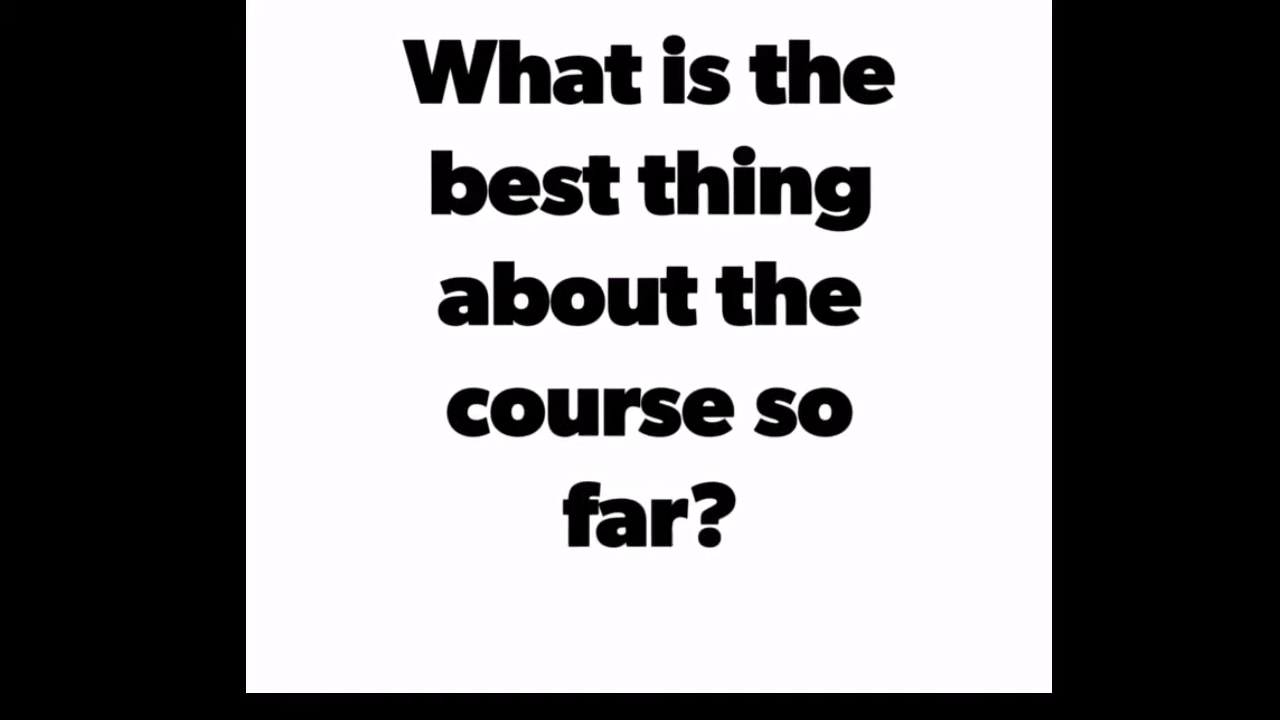 What is the
best thing
about the
course so
far?